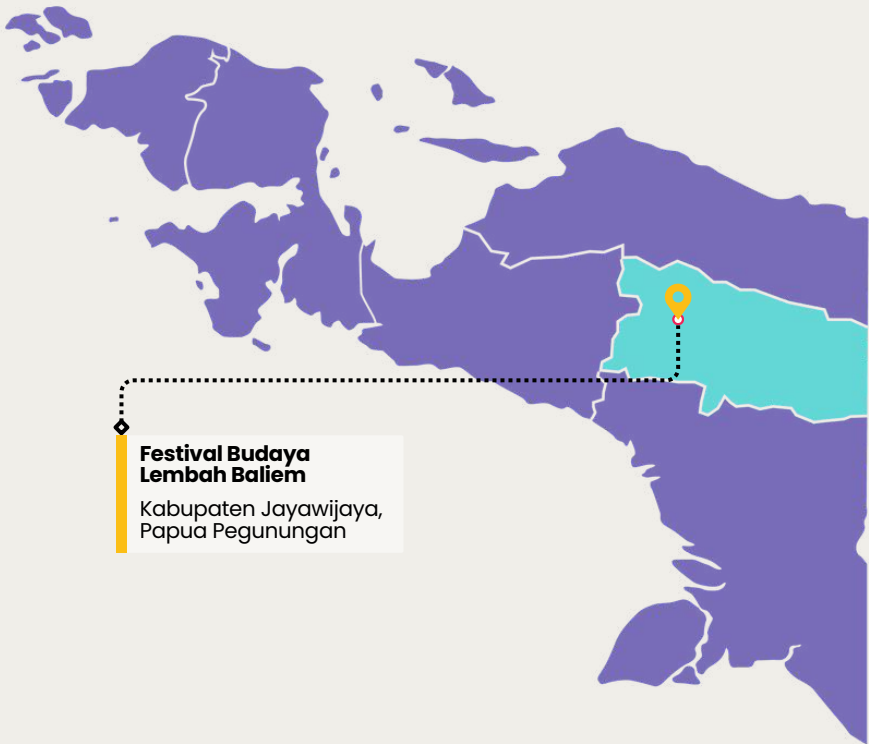 Festival Budaya
Lembah Baliem
Kabupaten Jayawijaya,
Papua Pegunungan